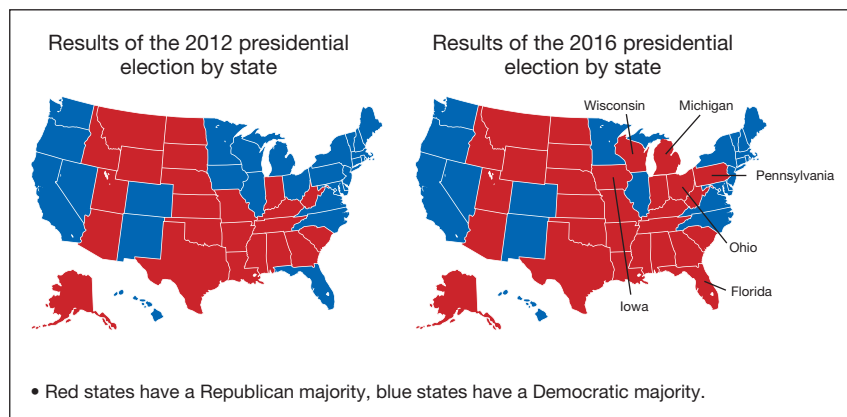 Results of the 2012 presidential
election by state
Results of the 2016 presidential
election by state
Wisconsin
Michigan
Pennsylvania
Ohio
Iowa
Florida
• Red states have a Republican majority, blue states have a Democratic majority.